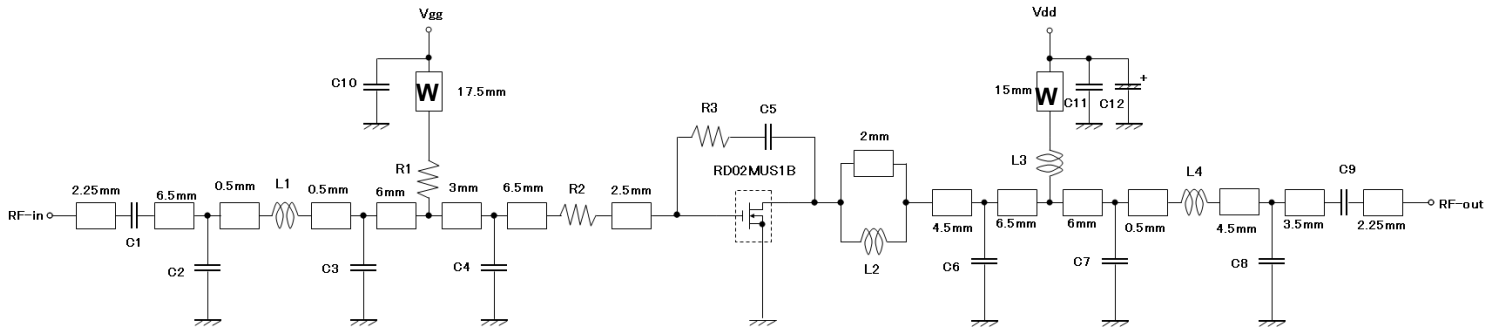 Vgg
Vdd
C10
W
17.5mm
15mm
W
C11
C12
+
R3
C5
2mm
RD02MUS1B
R1
L3
L4
C9
2.25mm
6.5mm
0.5mm
L1
0.5mm
6mm
3mm
6.5mm
R2
2.5mm
RF-in
C1
L2
4.5mm
6.5mm
6mm
0.5mm
4.5mm
3.5mm
2.25mm
RF-out
C2
C3
C4
C6
C7
C8